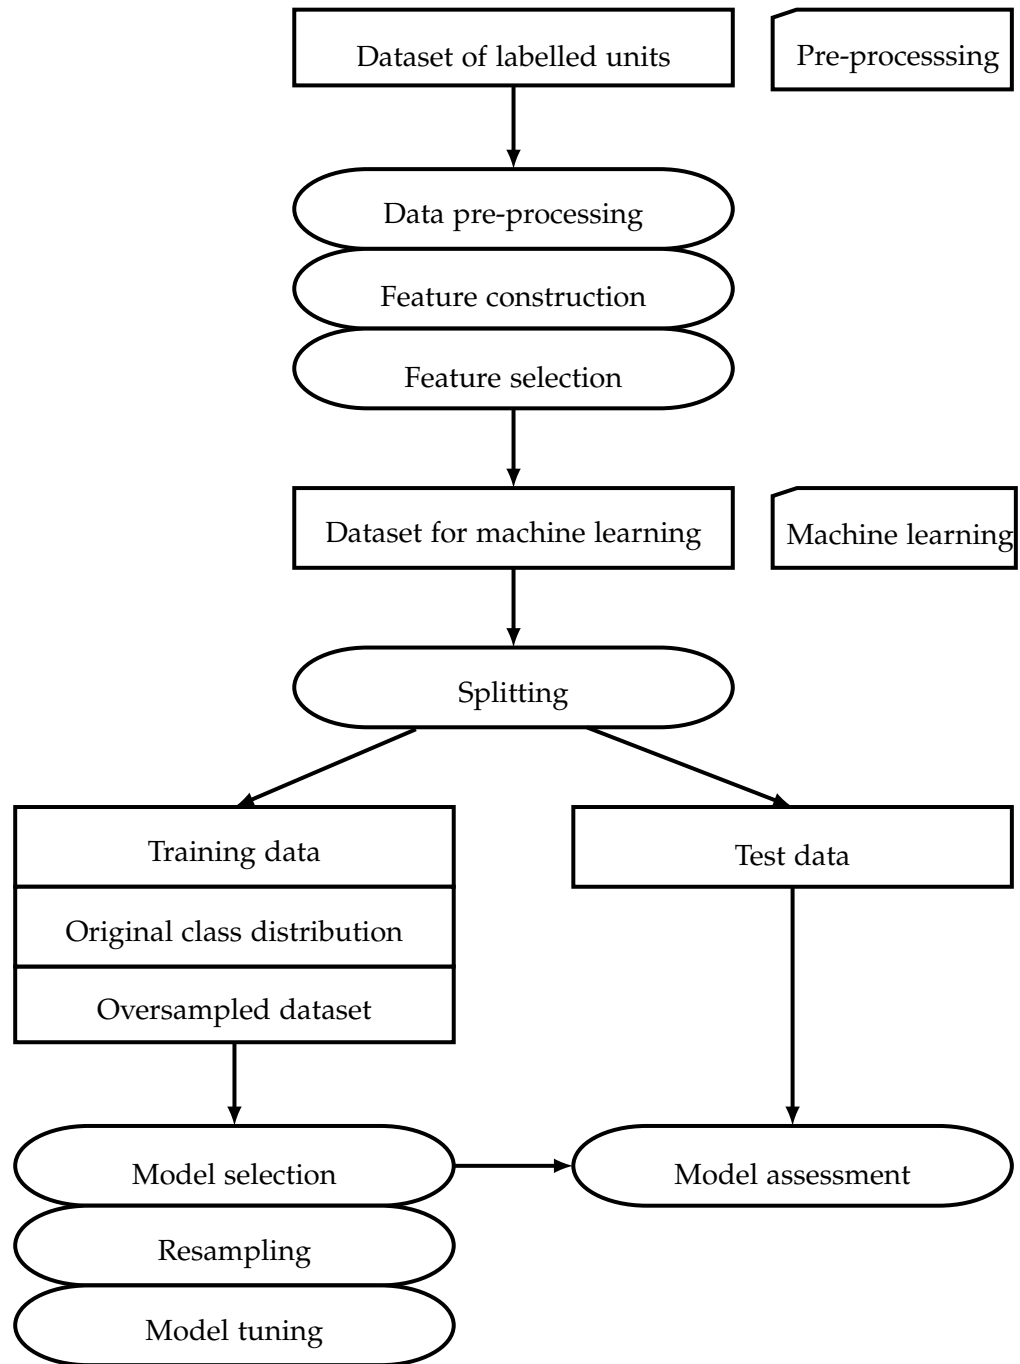 Dataset of labelled units
Pre-processsing
Data pre-processing
Feature construction
Feature selection
Dataset for machine learning
Machine learning
Splitting
Training data
Test data
Original class distribution
Oversampled dataset
Model selection
Model assessment
Resampling
Model tuning